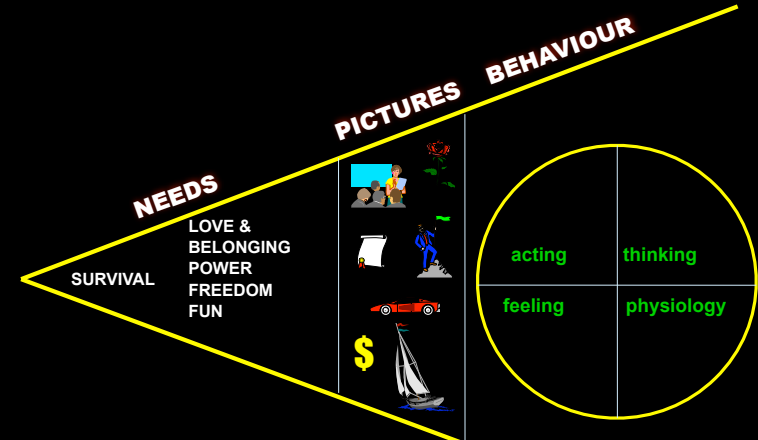 NEEDS
PICTURES
BEHAVIOUR
SURVIVAL
LOVE &
BELONGING
POWER
FREEDOM
FUN
$
acting
thinking
feeling
physiology